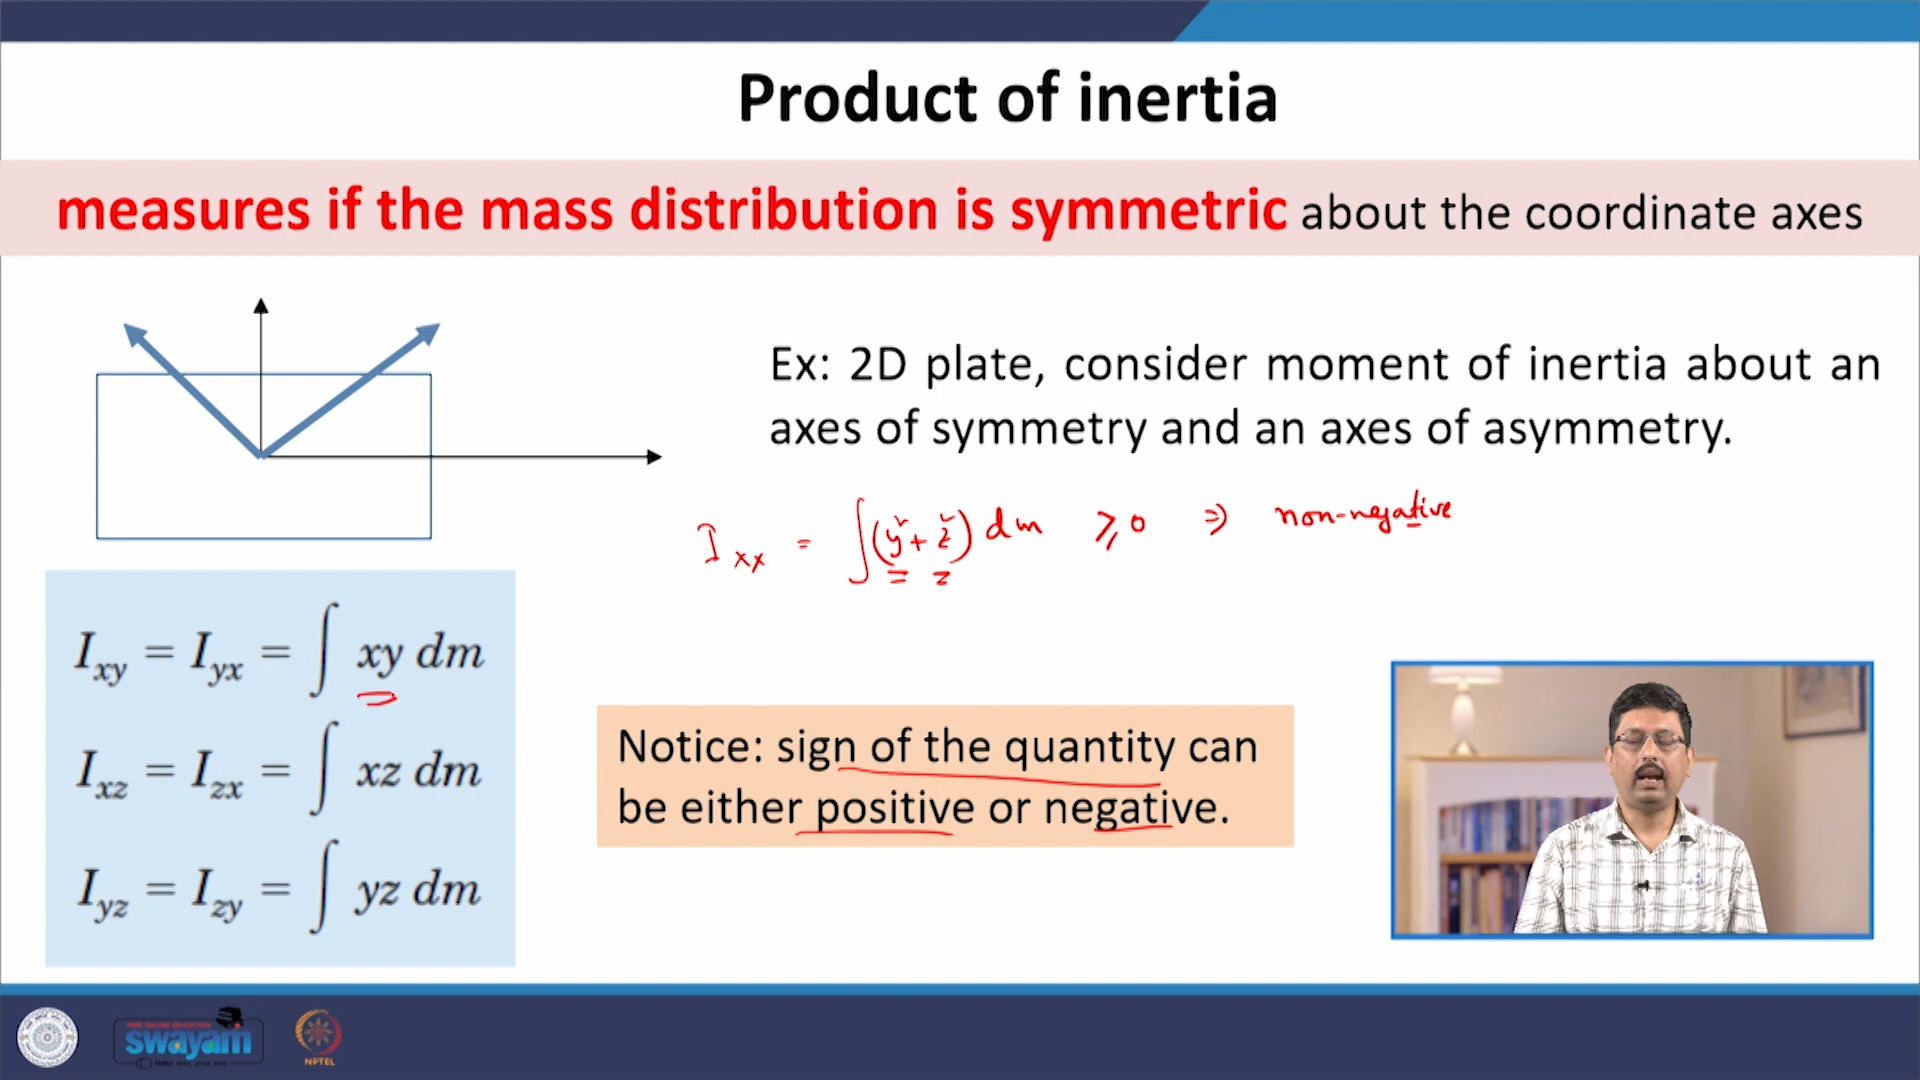 Product of inertia
measures if the mass distribution is symmetric about the coordinate axes
Ex: 2D plate, consider moment of inertia about an
axes of symmetry and an axes of asymmetry.
I_xx = ∫(y²+z²) dm ≥0 ⇒ non-negative
I_xy = I_yx = ∫ xy dm
I_xz = I_zx = ∫ xz dm
I_yz = I_zy = ∫ yz dm
Notice: sign of the quantity can
be either positive or negative.
swayam
NPTEL